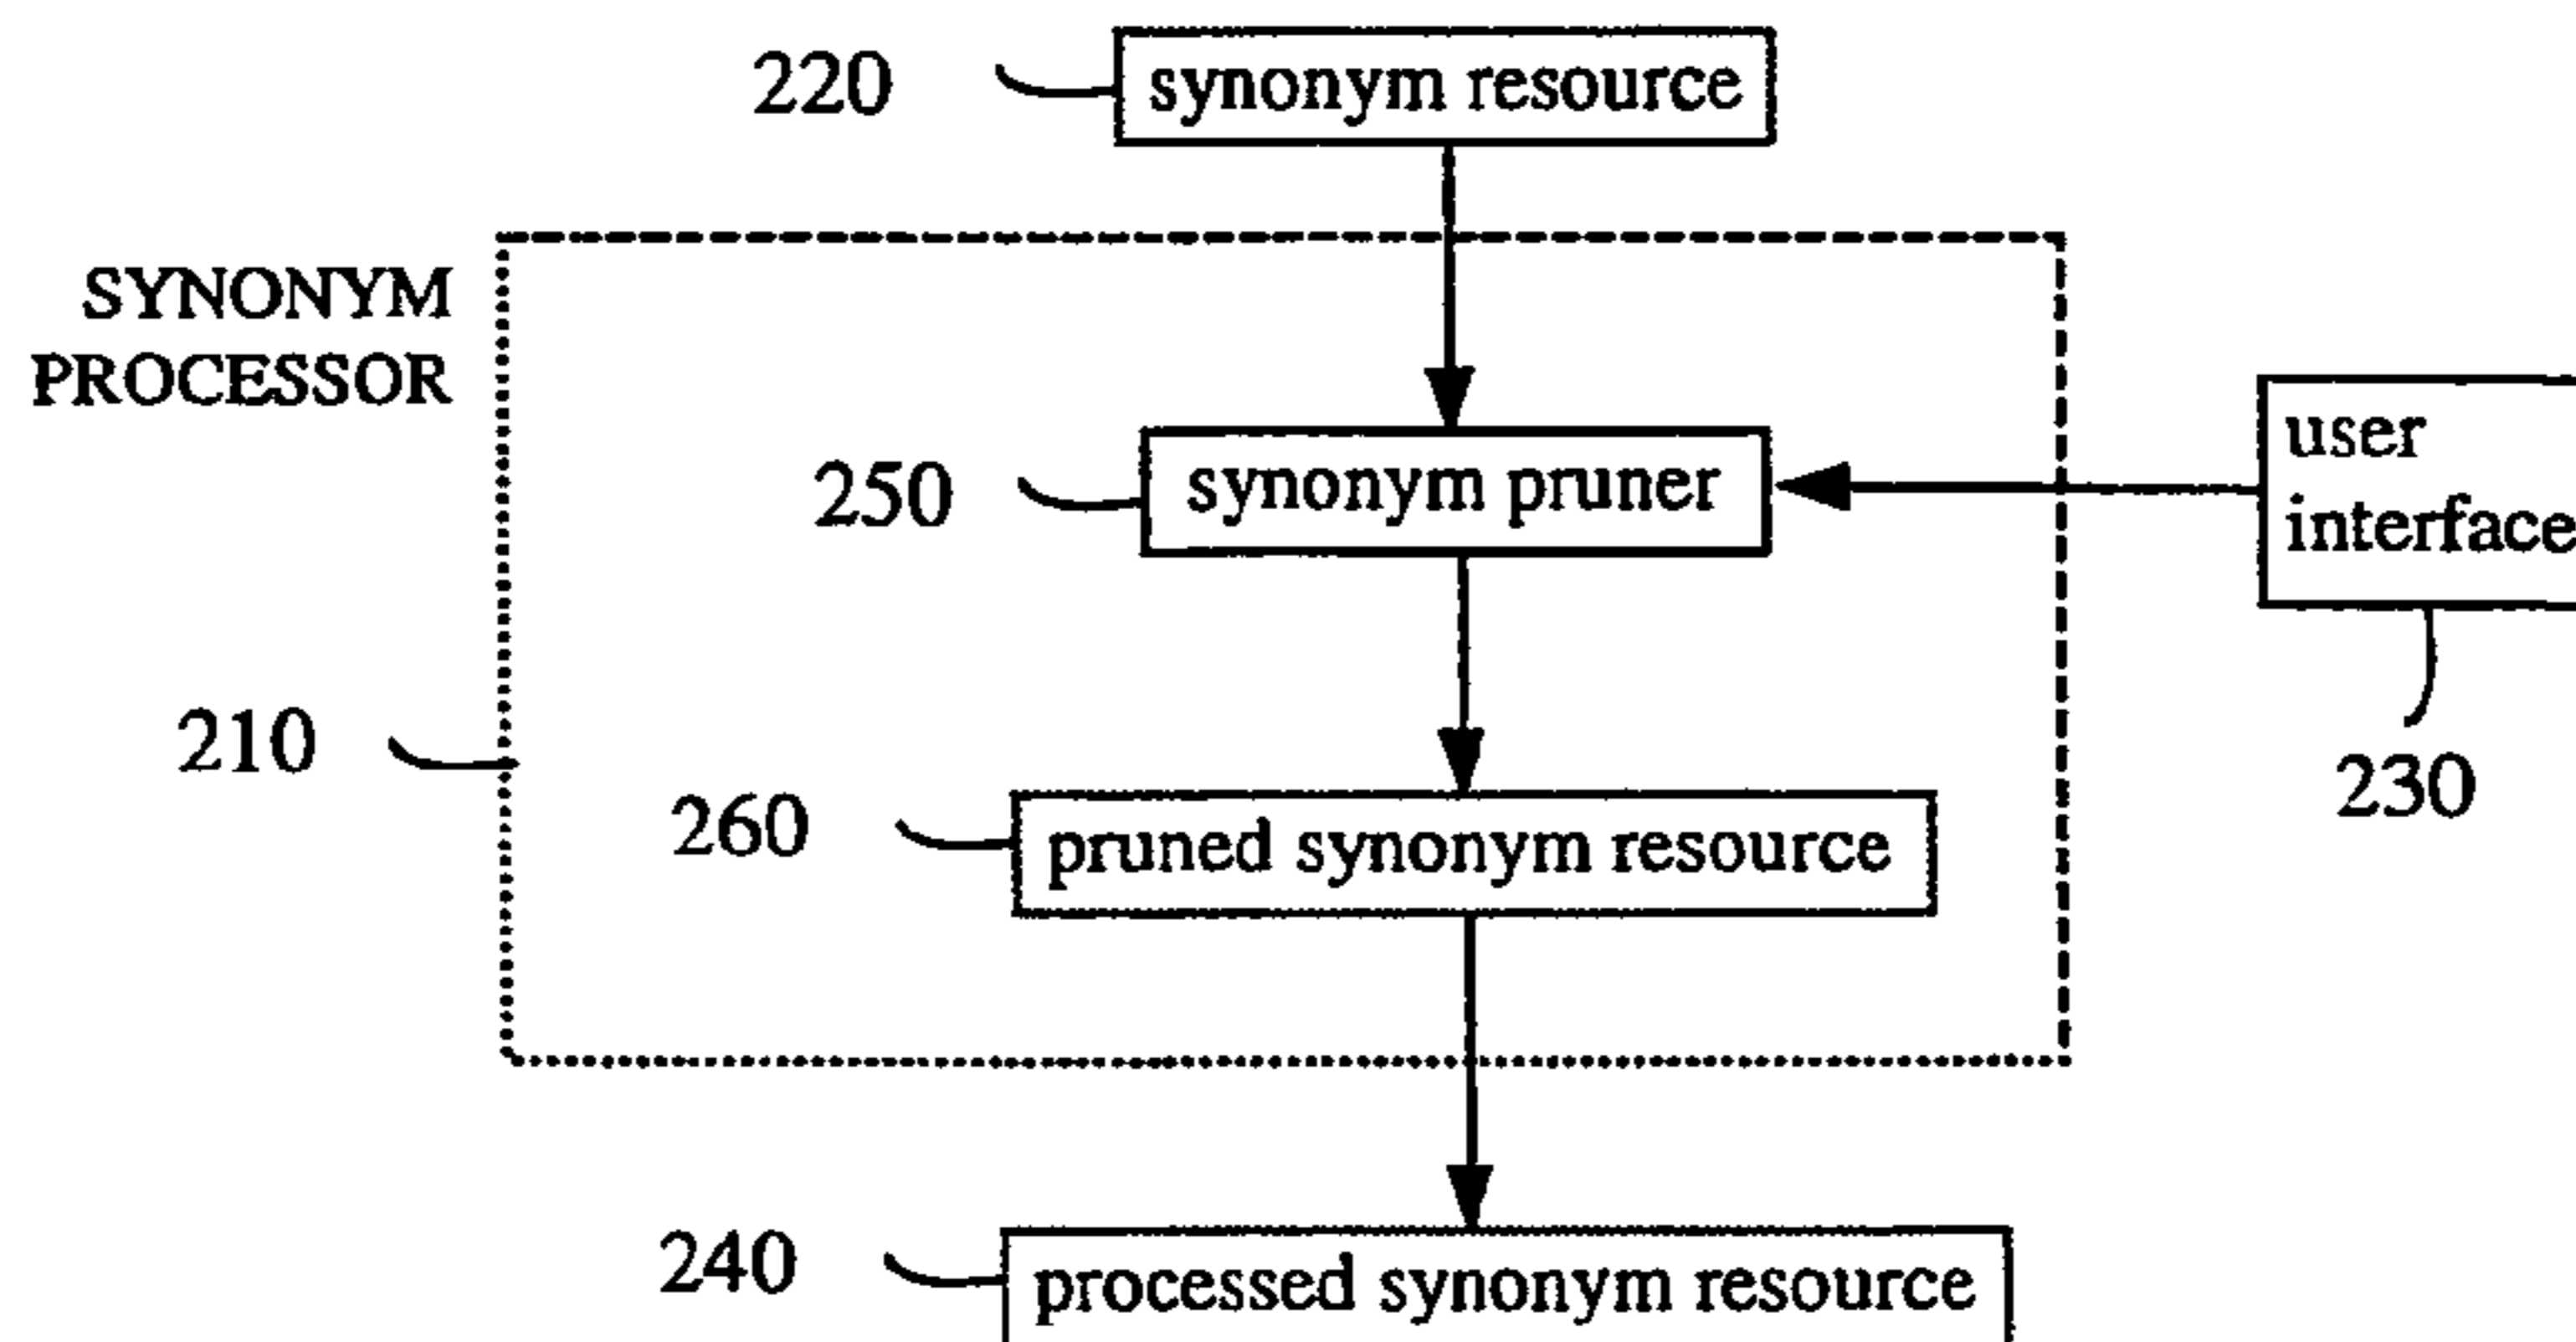 220
synonym resource
SYNONYM
PROCESSOR
250
synonym pruner
user
interface
210
260
pruned synonym resource
230
240
processed synonym resource